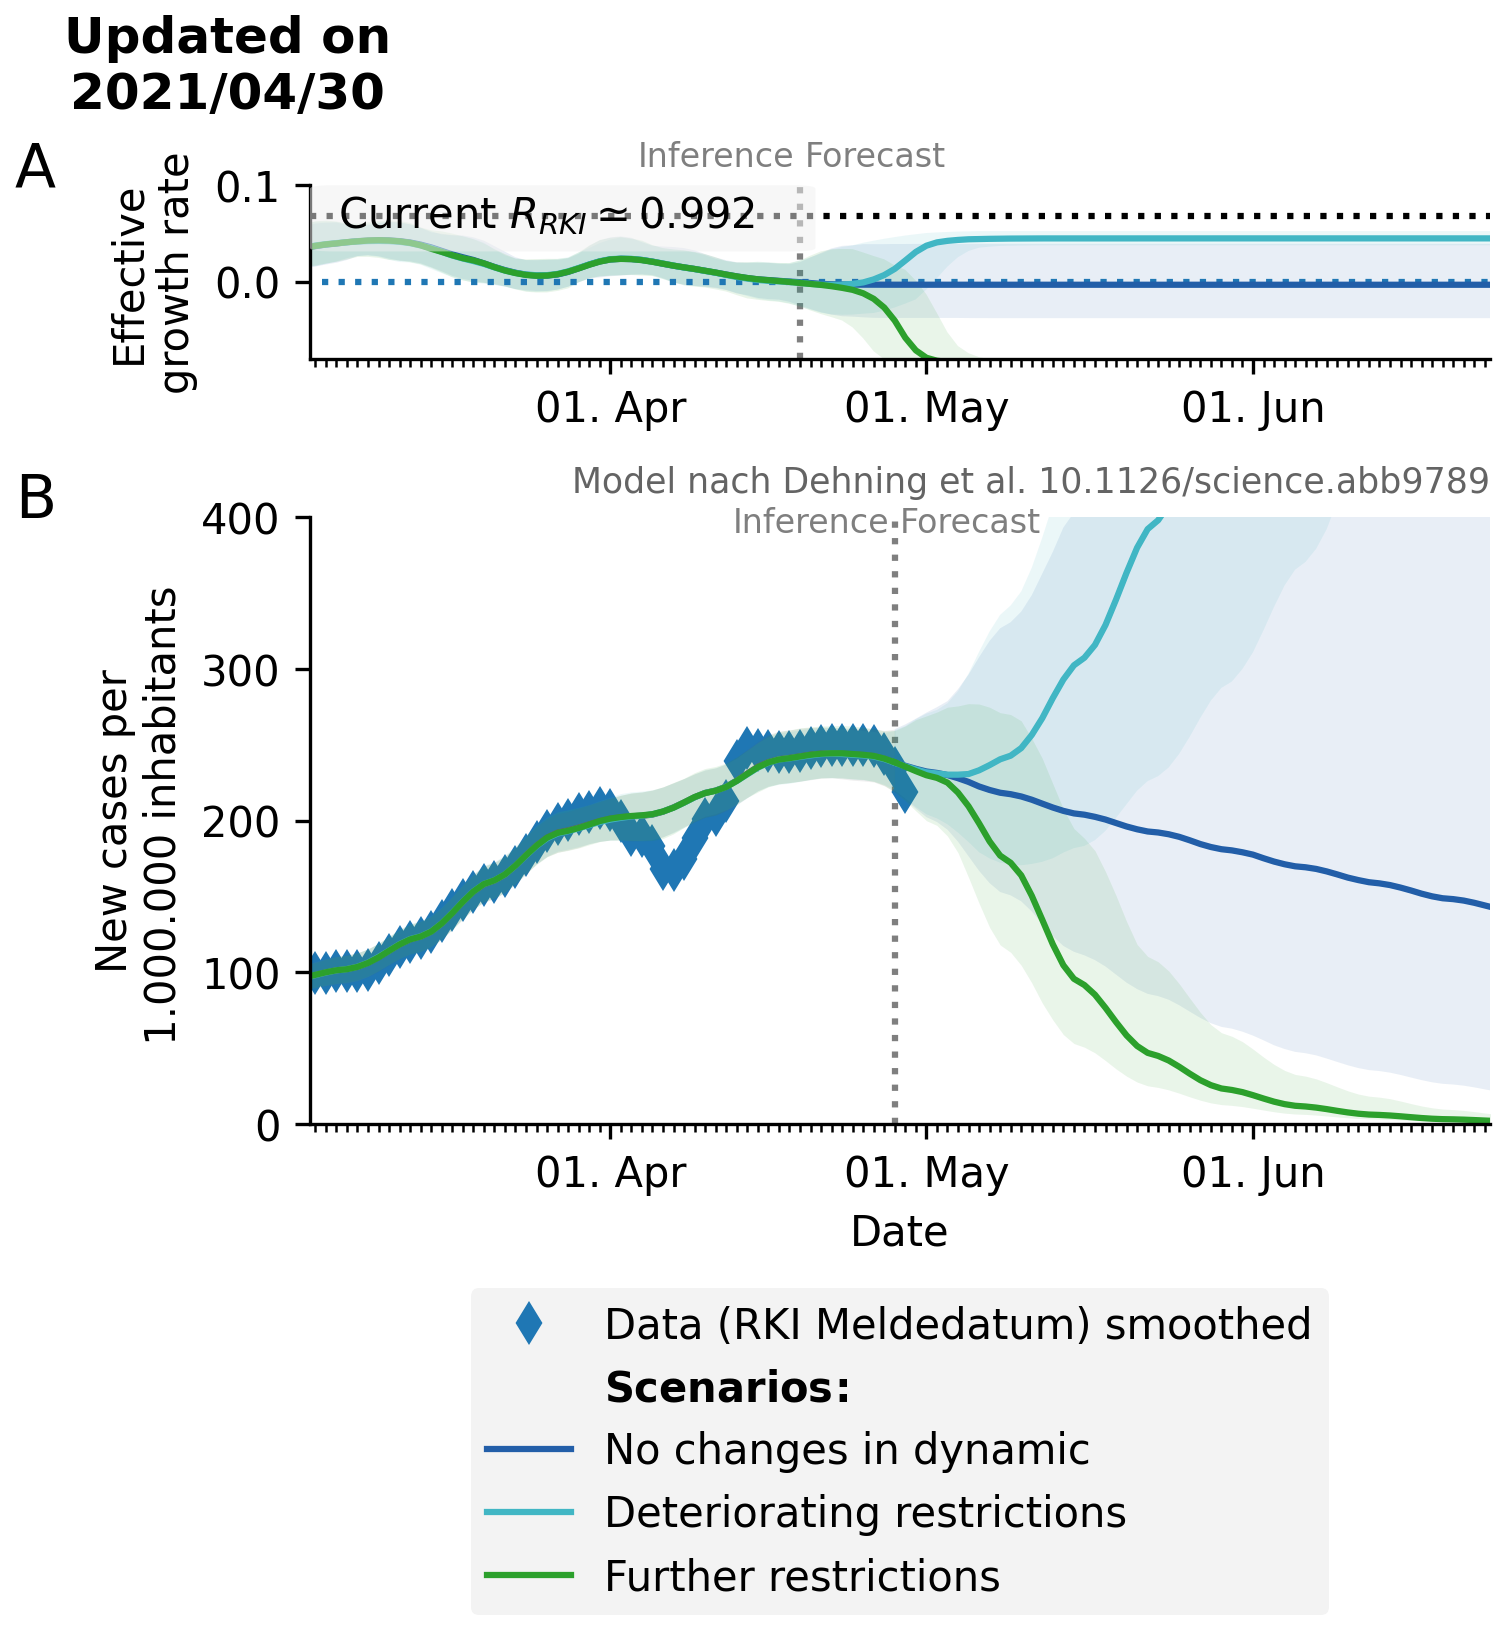 Updated on
2021/04/30
A
Inference Forecast
Effective
growth rate
0.1
0.0
Current R_RKI ≃ 0.992
01. Apr
01. May
01. Jun
B
Model nach Dehning et al. 10.1126/science.abb9789
Inference Forecast
New cases per
1.000.000 inhabitants
400
300
200
100
0
01. Apr
01. May
01. Jun
Date
Data (RKI Meldedatum) smoothed
Scenarios:
No changes in dynamic
Deteriorating restrictions
Further restrictions